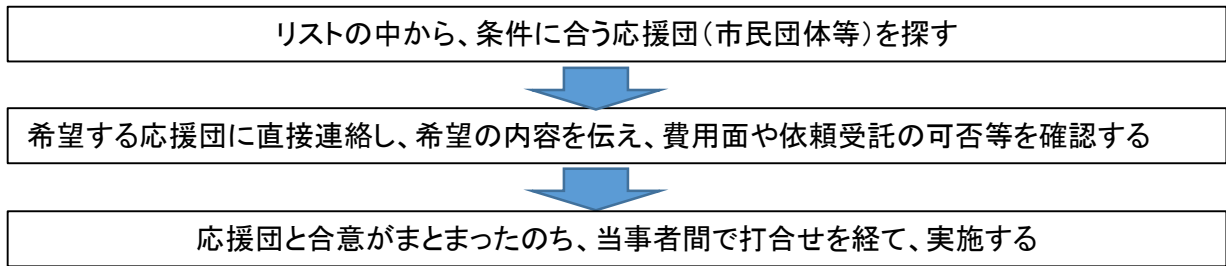 リストの中から、条件に合う応援団（市民団体等）を探す
希望する応援団に直接連絡し、希望の内容を伝え、費用面や依頼受託の可否等を確認する
応援団と合意がまとまったのち、当事者間で打合せを経て、実施する